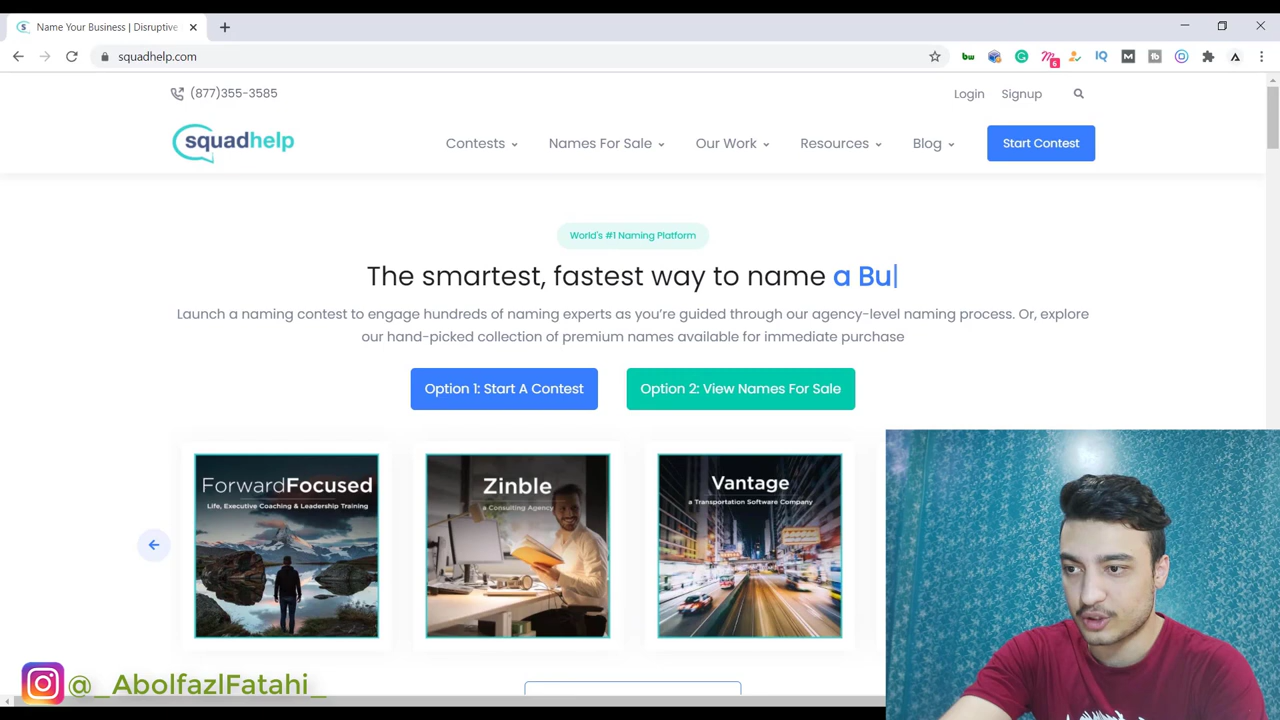 Name Your Business | Disruptive
squadhelp.com
bw
6
IQ
M
tb
(877)355-3585
Login
Signup
squadhelp
Contests
Names For Sale
Our Work
Resources
Blog
Start Contest
World's #1 Naming Platform
The smartest, fastest way to name a Bu
Launch a naming contest to engage hundreds of naming experts as you're guided through our agency-level naming process. Or, explore
our hand-picked collection of premium names available for immediate purchase
Option 1: Start A Contest
Option 2: View Names For Sale
ForwardFocused
Life, Executive Coaching & Leadership Training
Zinble
a Consulting Agency
Vantage
a Transportation Software Company
@_AbolfazlFatahi_